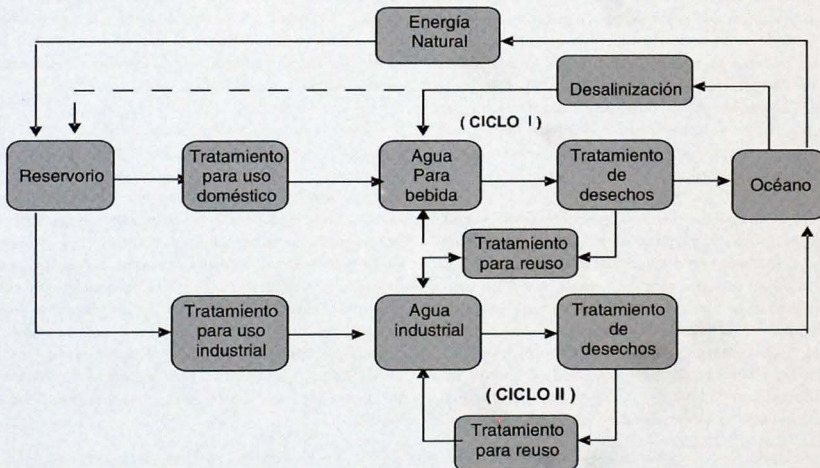 Energía
Natural
Desalinización
( CICLO I )
Reservorio
Tratamiento
para uso
doméstico
Agua
Para
bebida
Tratamiento
de
desechos
Océano
Tratamiento
para reuso
Tratamiento
para uso
industrial
Agua
industrial
Tratamiento
de
desechos
( CICLO II )
Tratamiento
para reuso